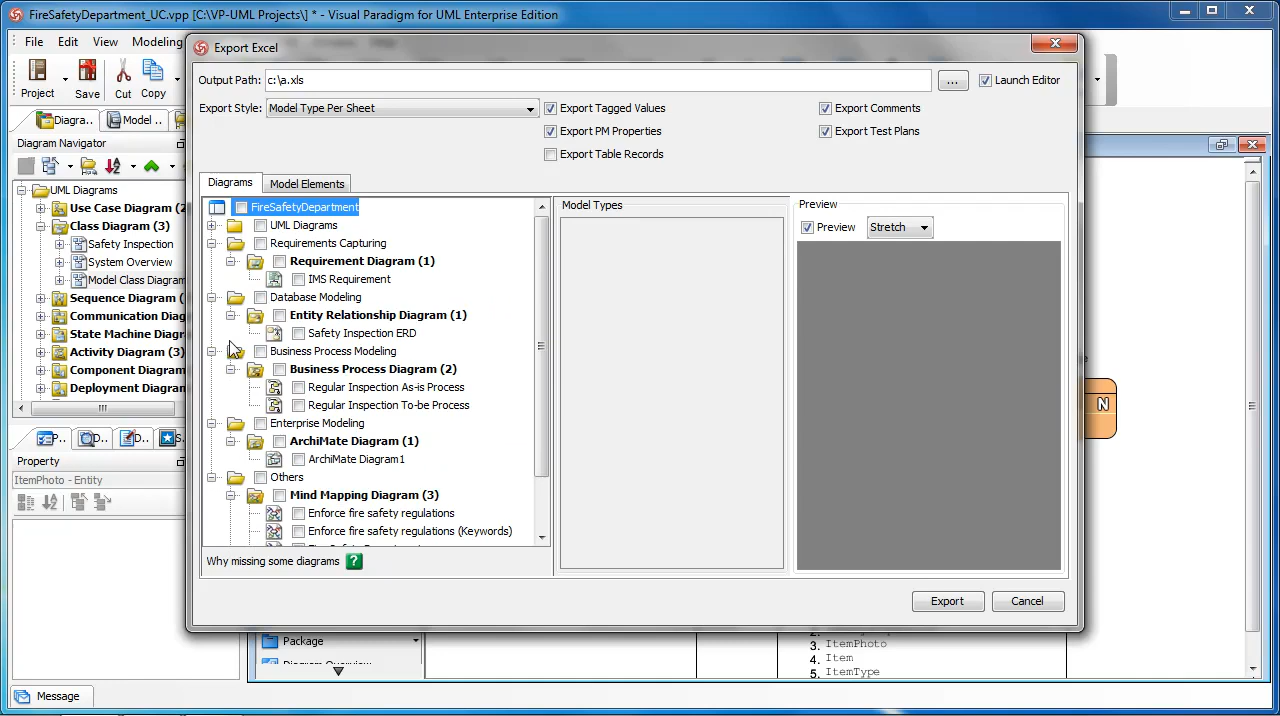 FireSafetyDepartment_UC.vpp [C:\VP-UML Projects\] * - Visual Paradigm for UML Enterprise Edition
File Edit View Modeling
Project Save Cut Copy
Diagra.. Model ..
Diagram Navigator
UML Diagrams
Use Case Diagram (2
Class Diagram (3)
Safety Inspection
System Overview
Model Class Diagram
Sequence Diagram (
Communication Diagra
State Machine Diagra
Activity Diagram (3)
Component Diagram
Deployment Diagram
P.. D.. D.. S..
Property
ItemPhoto - Entity
Message
Export Excel
Output Path: c:\a.xls ... Launch Editor
Export Style: Model Type Per Sheet Export Tagged Values Export Comments
Export PM Properties Export Test Plans
Export Table Records
Diagrams Model Elements
FireSafetyDepartment
UML Diagrams
Requirements Capturing
Requirement Diagram (1)
IMS Requirement
Database Modeling
Entity Relationship Diagram (1)
Safety Inspection ERD
Business Process Modeling
Business Process Diagram (2)
Regular Inspection As-is Process
Regular Inspection To-be Process
Enterprise Modeling
ArchiMate Diagram (1)
ArchiMate Diagram1
Others
Mind Mapping Diagram (3)
Enforce fire safety regulations
Enforce fire safety regulations (Keywords)
Why missing some diagrams ?
Model Types
Preview
Preview Stretch
Export Cancel
N
Package
Diagram Overview
3. ItemPhoto
4. Item
5. ItemType